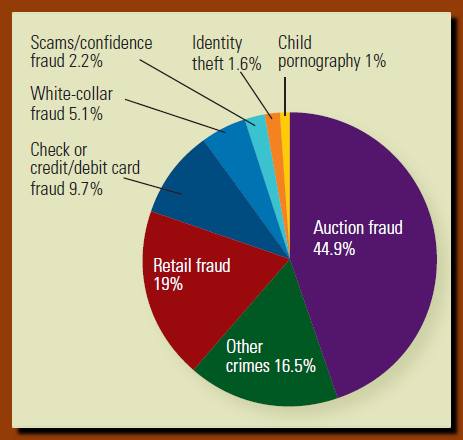 Scams/confidence
fraud 2.2%
Identity
theft 1.6%
Child
pornography 1%
White-collar
fraud 5.1%
Check or
credit/debit card
fraud 9.7%
Auction fraud
44.9%
Retail fraud
19%
Other
crimes 16.5%